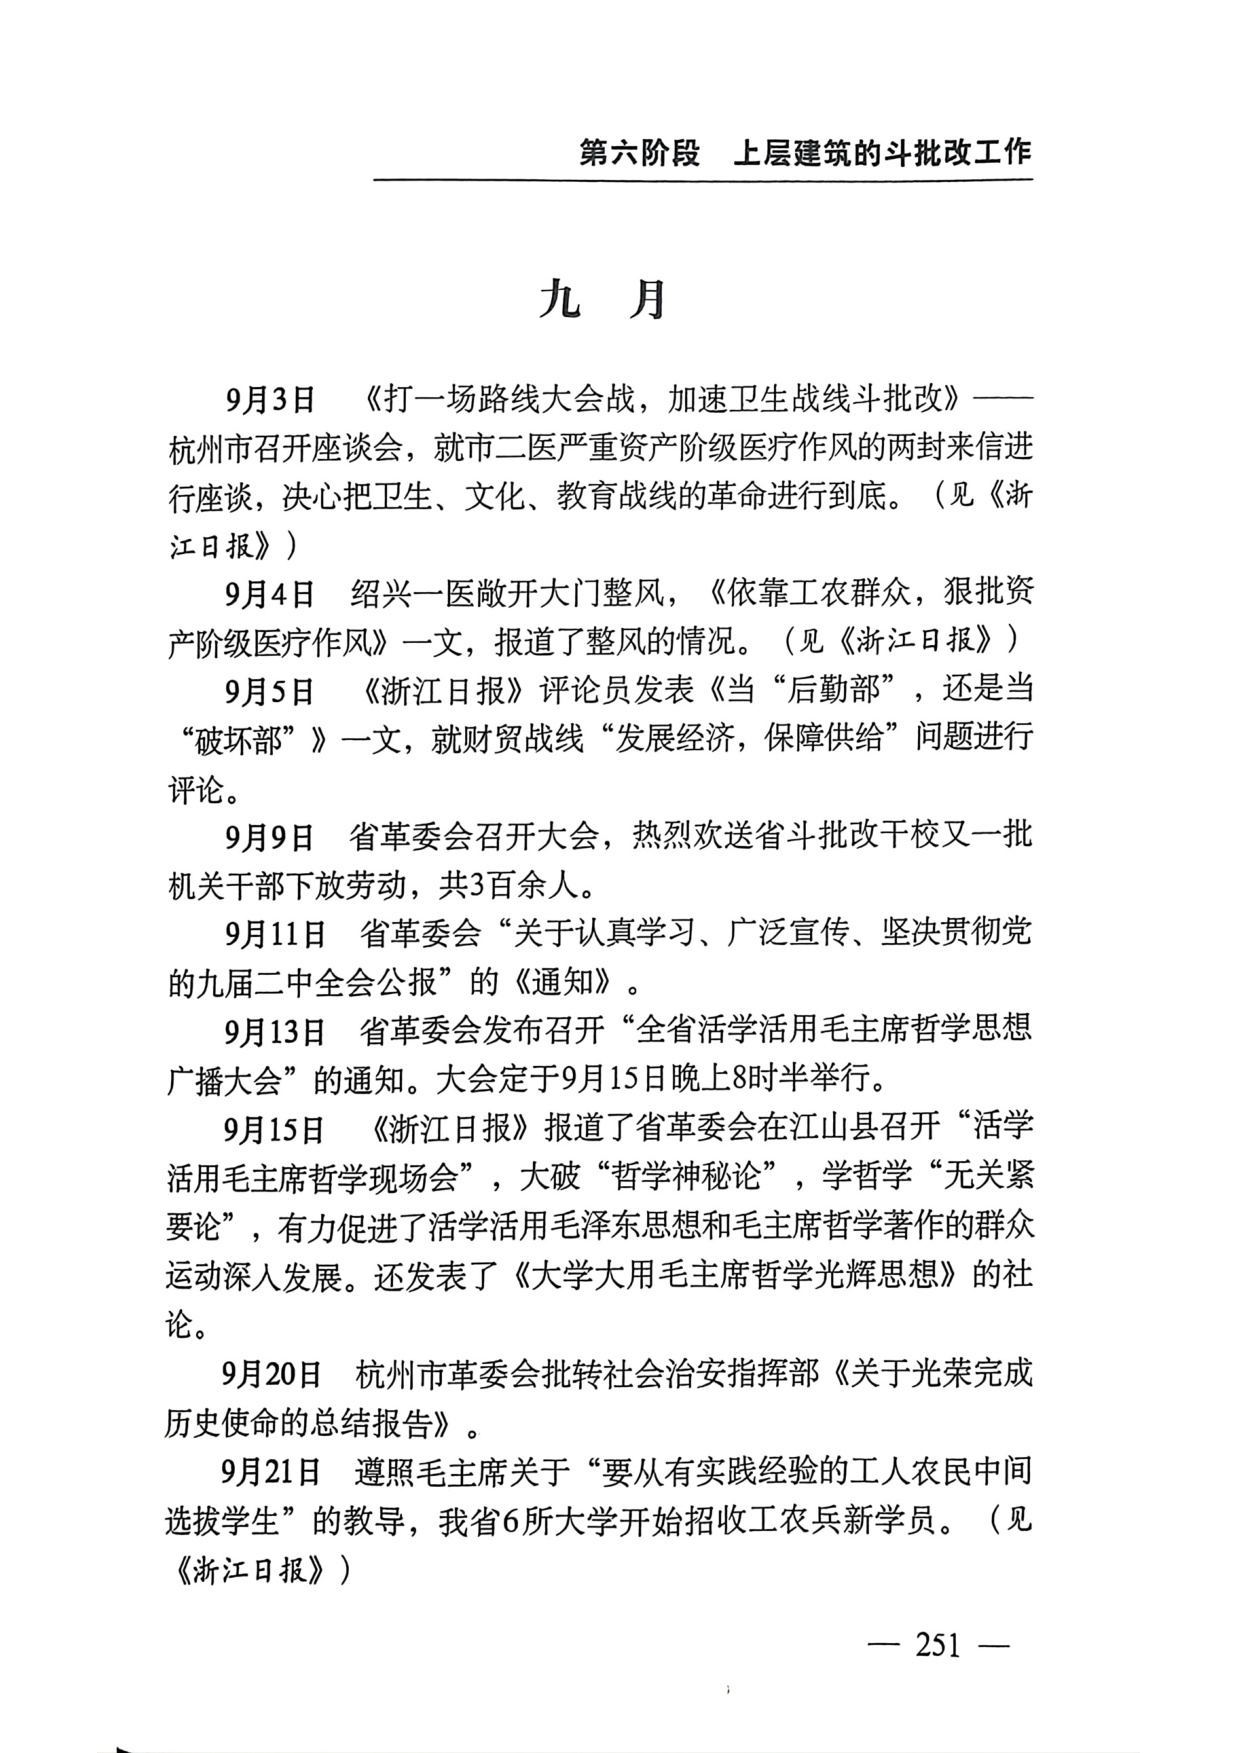 第六阶段　上层建筑的斗批改工作
九　月
9月3日　《打一场路线大会战，加速卫生战线斗批改》——
杭州市召开座谈会，就市二医严重资产阶级医疗作风的两封来信进
行座谈，决心把卫生、文化、教育战线的革命进行到底。（见《浙
江日报》）
9月4日　绍兴一医敞开大门整风，《依靠工农群众，狠批资
产阶级医疗作风》一文，报道了整风的情况。（见《浙江日报》）
9月5日　《浙江日报》评论员发表《当“后勤部”，还是当
“破坏部”》一文，就财贸战线“发展经济，保障供给”问题进行
评论。
9月9日　省革委会召开大会，热烈欢送省斗批改干校又一批
机关干部下放劳动，共3百余人。
9月11日　省革委会“关于认真学习、广泛宣传、坚决贯彻党
的九届二中全会公报”的《通知》。
9月13日　省革委会发布召开“全省活学活用毛主席哲学思想
广播大会”的通知。大会定于9月15日晚上8时半举行。
9月15日　《浙江日报》报道了省革委会在江山县召开“活学
活用毛主席哲学现场会”，大破“哲学神秘论”，学哲学“无关紧
要论”，有力促进了活学活用毛泽东思想和毛主席哲学著作的群众
运动深入发展。还发表了《大学大用毛主席哲学光辉思想》的社
论。
9月20日　杭州市革委会批转社会治安指挥部《关于光荣完成
历史使命的总结报告》。
9月21日　遵照毛主席关于“要从有实践经验的工人农民中间
选拔学生”的教导，我省6所大学开始招收工农兵新学员。（见
《浙江日报》）
— 251 —